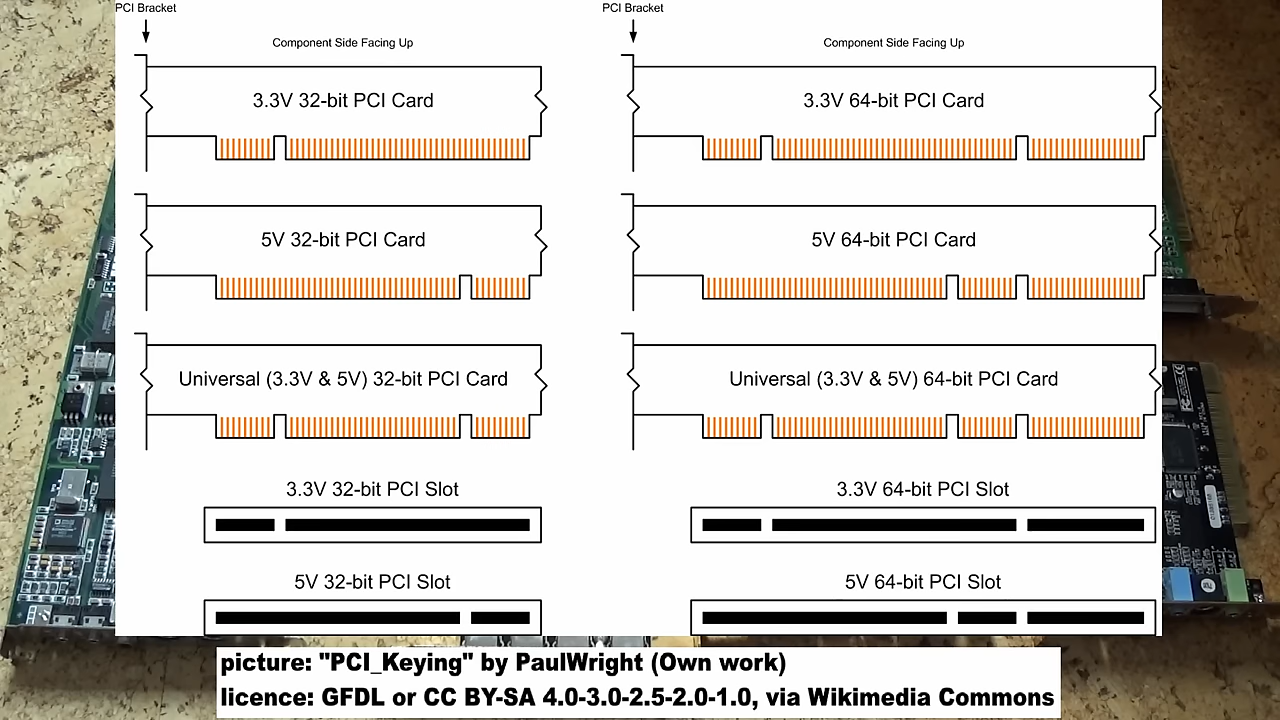 PCI Bracket
PCI Bracket
Component Side Facing Up
Component Side Facing Up
3.3V 32-bit PCI Card
3.3V 64-bit PCI Card
5V 32-bit PCI Card
5V 64-bit PCI Card
Universal (3.3V & 5V) 32-bit PCI Card
Universal (3.3V & 5V) 64-bit PCI Card
3.3V 32-bit PCI Slot
3.3V 64-bit PCI Slot
5V 32-bit PCI Slot
5V 64-bit PCI Slot
picture: "PCI_Keying" by PaulWright (Own work)
licence: GFDL or CC BY-SA 4.0-3.0-2.5-2.0-1.0, via Wikimedia Commons